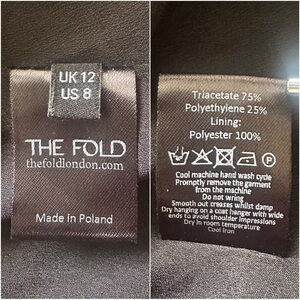 UK 12
US 8
THE FOLD
thefoldlondon.com
Made in Poland
Triacetate 75%
Polyethylene 25%
Lining:
Polyester 100%
P
Cool machine hand wash cycle
Promptly remove the garment
from the machine
Do not wring
Smooth out creases whilst damp
Dry hanging on a coat hanger with wide
ends to avoid shoulder impressions
Dry in room temperature
Cool iron